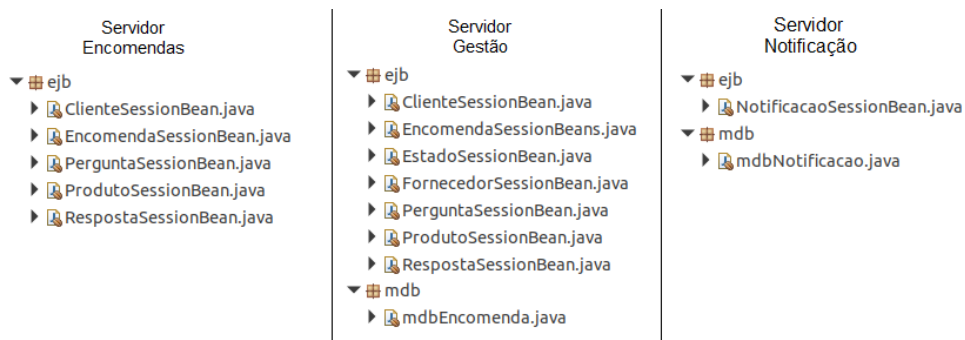 Servidor
Encomendas
ejb
ClienteSessionBean.java
EncomendaSessionBean.java
PerguntaSessionBean.java
ProdutoSessionBean.java
RespostaSessionBean.java
Servidor
Gestão
ejb
ClienteSessionBean.java
EncomendaSessionBeans.java
EstadoSessionBean.java
FornecedorSessionBean.java
PerguntaSessionBean.java
ProdutoSessionBean.java
RespostaSessionBean.java
mdb
mdbEncomenda.java
Servidor
Notificação
ejb
NotificacaoSessionBean.java
mdb
mdbNotificacao.java